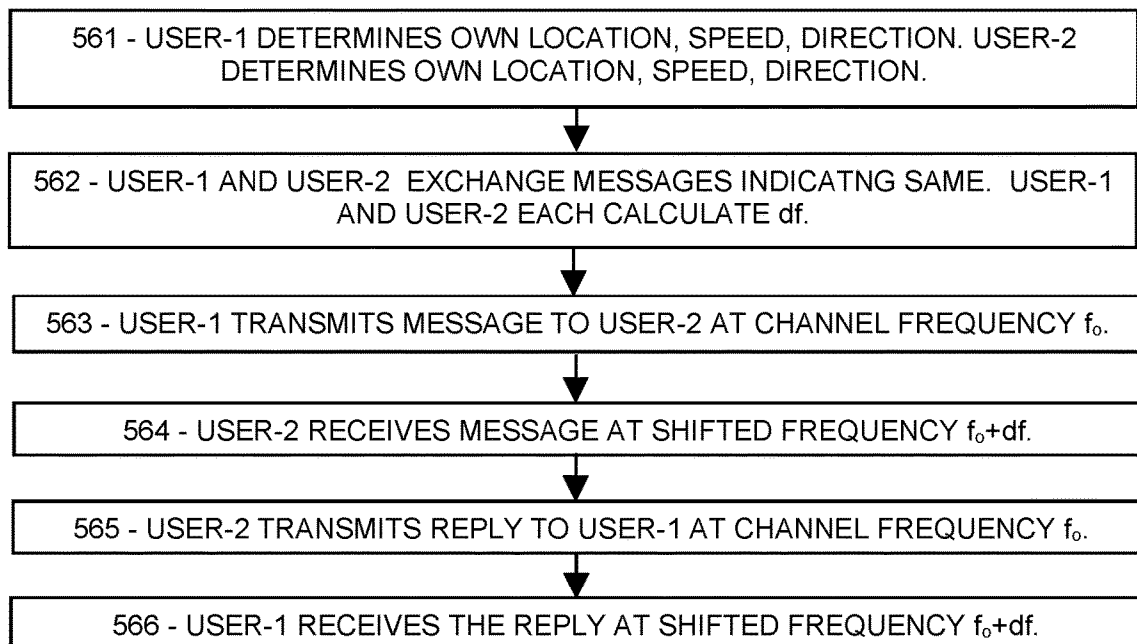 561 - USER-1 DETERMINES OWN LOCATION, SPEED, DIRECTION. USER-2
DETERMINES OWN LOCATION, SPEED, DIRECTION.
562 - USER-1 AND USER-2 EXCHANGE MESSAGES INDICATNG SAME. USER-1
AND USER-2 EACH CALCULATE df.
563 - USER-1 TRANSMITS MESSAGE TO USER-2 AT CHANNEL FREQUENCY fₒ.
564 - USER-2 RECEIVES MESSAGE AT SHIFTED FREQUENCY fₒ+df.
565 - USER-2 TRANSMITS REPLY TO USER-1 AT CHANNEL FREQUENCY fₒ.
566 - USER-1 RECEIVES THE REPLY AT SHIFTED FREQUENCY fₒ+df.